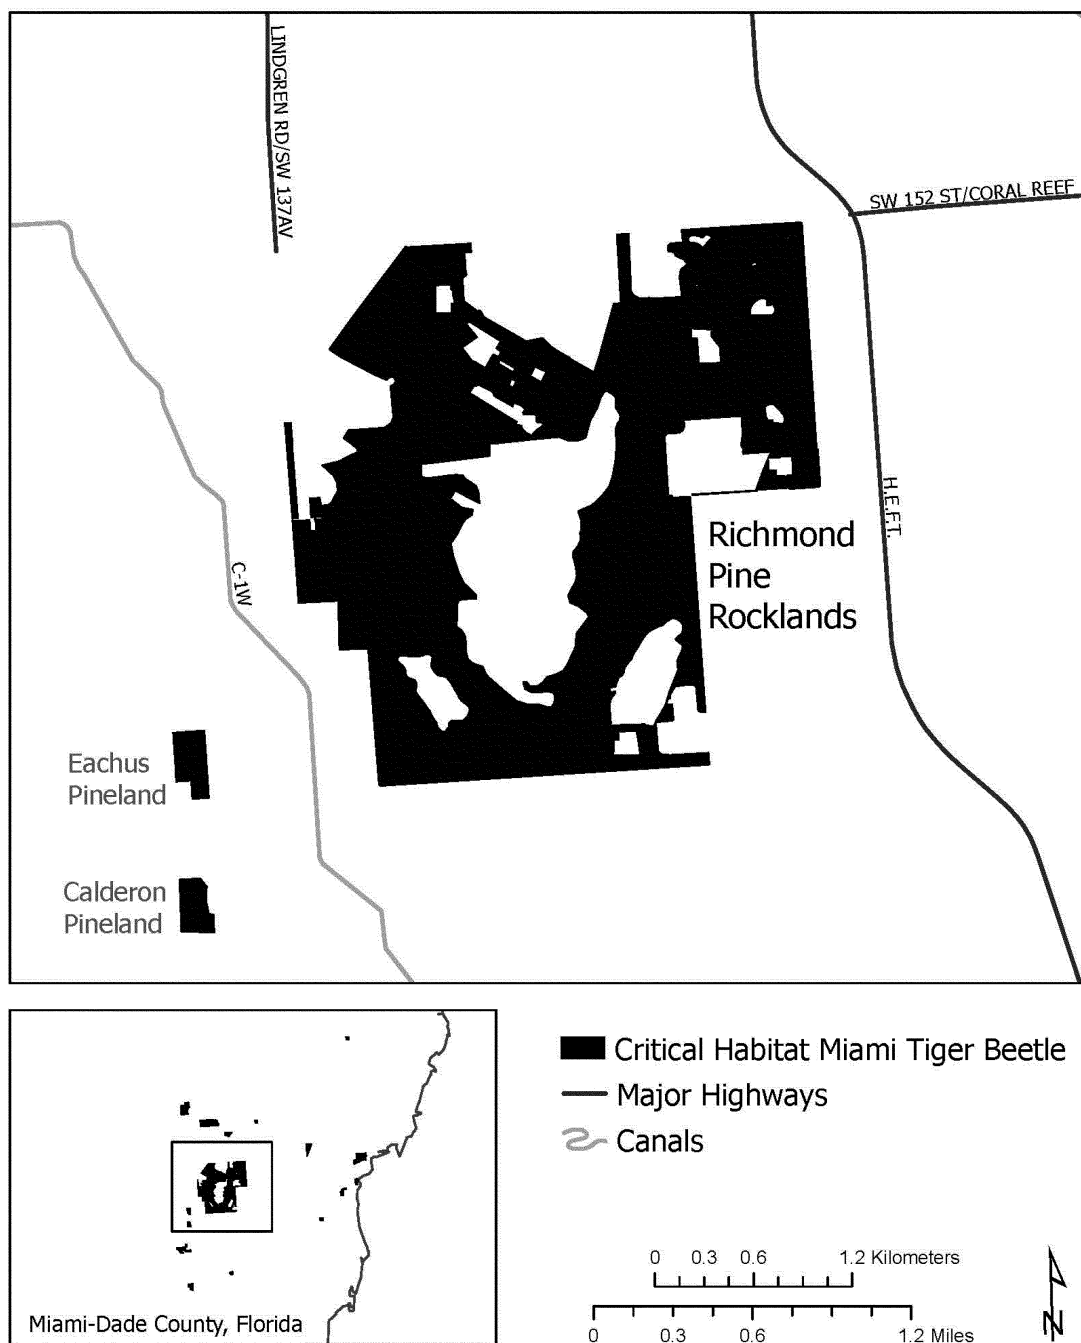 LINDGREN RD/SW 137AV
SW 152 ST/CORAL REEF
H.E.F.T.
Richmond
Pine
Rocklands
C-1W
Eachus
Pineland
Calderon
Pineland
Critical Habitat Miami Tiger Beetle
Major Highways
Canals
0 0.3 0.6 1.2 Kilometers
0 0.3 0.6 1.2 Miles
N
Miami-Dade County, Florida